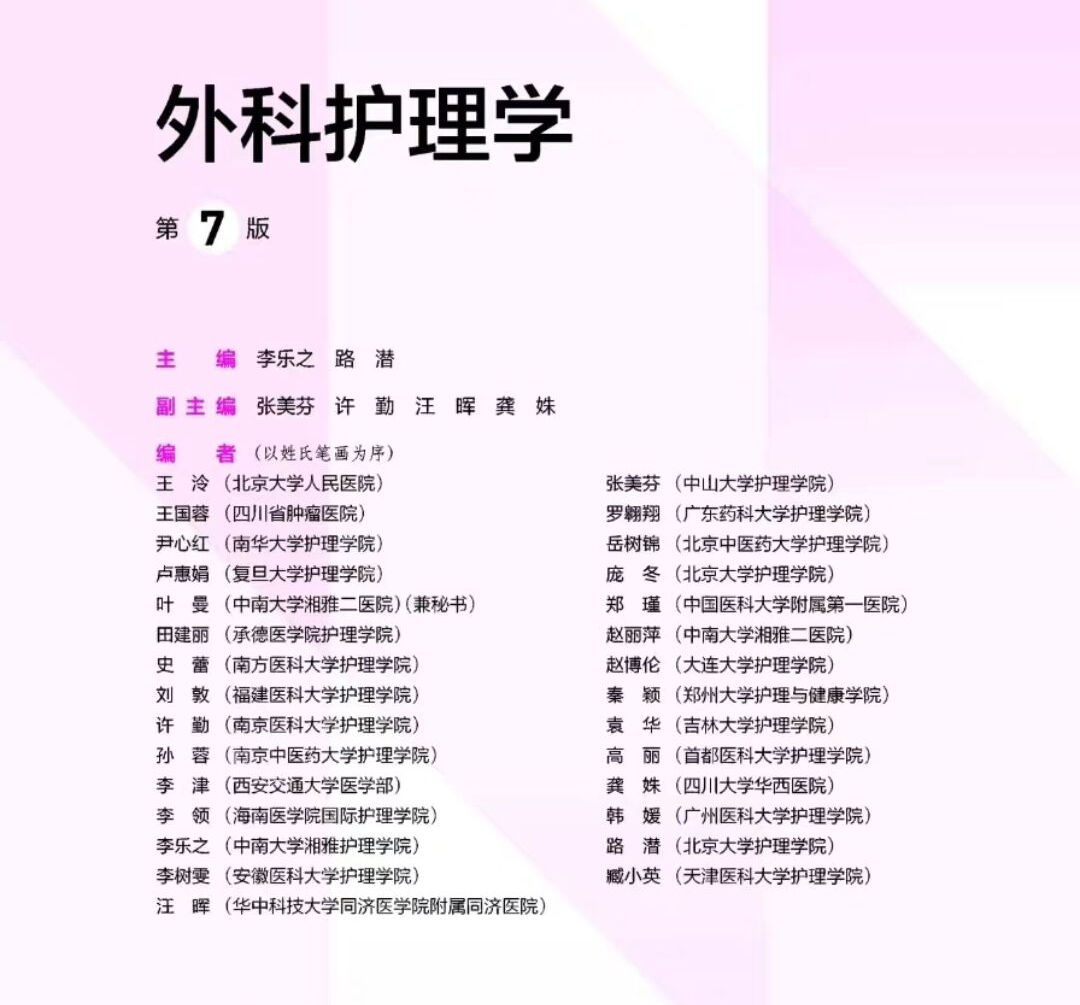 外科护理学
第 7 版
主 编 李乐之 路 潜
副主编 张美芬 许 勤 汪 晖 龚 姝
编 者 (以姓氏笔画为序)
王 泠 (北京大学人民医院)
王国蓉 (四川省肿瘤医院)
尹心红 (南华大学护理学院)
卢惠娟 (复旦大学护理学院)
叶 曼 (中南大学湘雅二医院)(兼秘书)
田建丽 (承德医学院护理学院)
史 蕾 (南方医科大学护理学院)
刘 敦 (福建医科大学护理学院)
许 勤 (南京医科大学护理学院)
孙 蓉 (南京中医药大学护理学院)
李 津 (西安交通大学医学部)
李 领 (海南医学院国际护理学院)
李乐之 (中南大学湘雅护理学院)
李树雯 (安徽医科大学护理学院)
汪 晖 (华中科技大学同济医学院附属同济医院)
张美芬 (中山大学护理学院)
罗翱翔 (广东药科大学护理学院)
岳树锦 (北京中医药大学护理学院)
庞 冬 (北京大学护理学院)
郑 瑾 (中国医科大学附属第一医院)
赵丽萍 (中南大学湘雅二医院)
赵博伦 (大连大学护理学院)
秦 颖 (郑州大学护理与健康学院)
袁 华 (吉林大学护理学院)
高 丽 (首都医科大学护理学院)
龚 姝 (四川大学华西医院)
韩 媛 (广州医科大学护理学院)
路 潜 (北京大学护理学院)
臧小英 (天津医科大学护理学院)